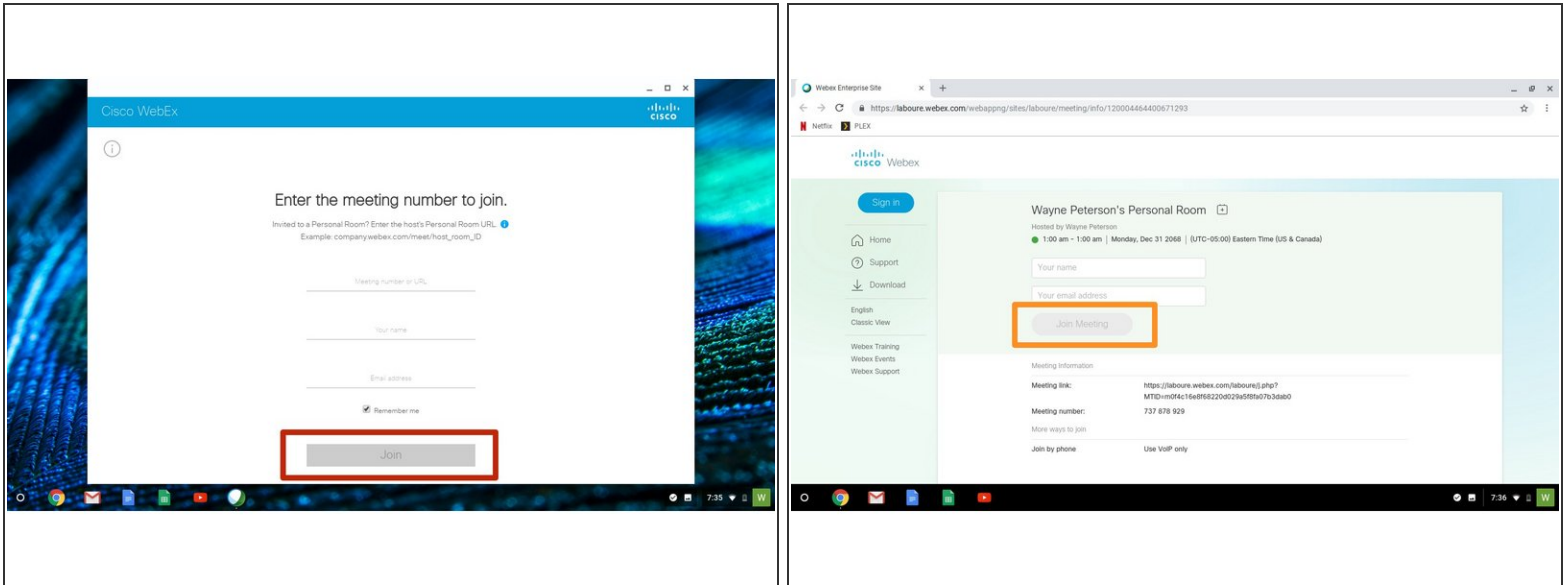 Cisco WebEx
CISCO
Enter the meeting number to join.
Invited to a Personal Room? Enter the host's Personal Room URL.
Example: company.webex.com/meet/host_room_ID
Meeting number or URL
Your name
Email address
Remember me
Join
7:35
W
Webex Enterprise Site
https://laboure.webex.com/webappng/sites/laboure/meeting/info/120004464400671293
Netflix PLEX
CISCO Webex
Sign in
Home
Support
Download
English
Classic View
Webex Training
Webex Events
Webex Support
Wayne Peterson's Personal Room
Hosted by Wayne Peterson
1:00 am - 1:00 am | Monday, Dec 31 2068 | (UTC-05:00) Eastern Time (US & Canada)
Your name
Your email address
Join Meeting
Meeting Information
Meeting link: https://laboure.webex.com/laboure/j.php?
MTID=m0f4c16e8f68220d029a5f8fa07b3dab0
Meeting number: 737 878 929
More ways to join
Join by phone Use VoIP only
7:36
W